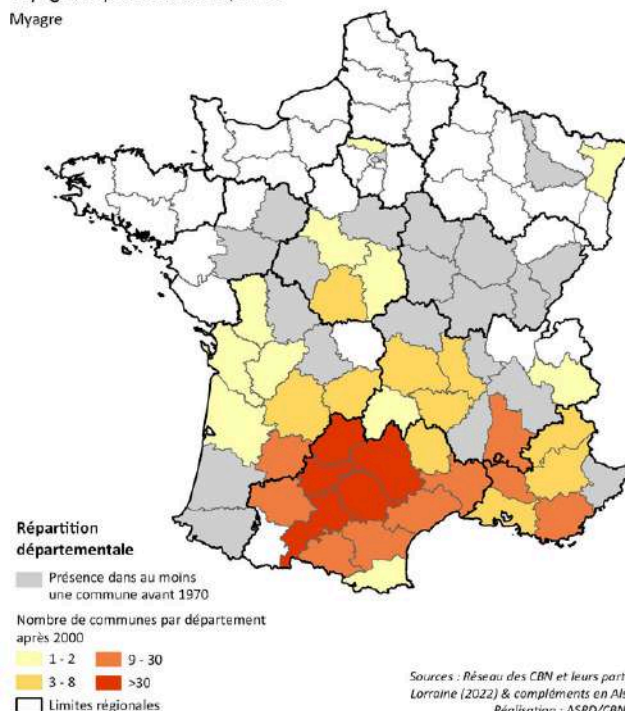 Myagre
Répartition
départementale
Présence dans au moins
une commune avant 1970
Nombre de communes par département
après 2000
1 - 2
9 - 30
3 - 8
>30
Limites régionales
Sources : Réseau des CBN et leurs part
Lorraine (2022) & compléments en Als
Réalisation : ASPD/CBN